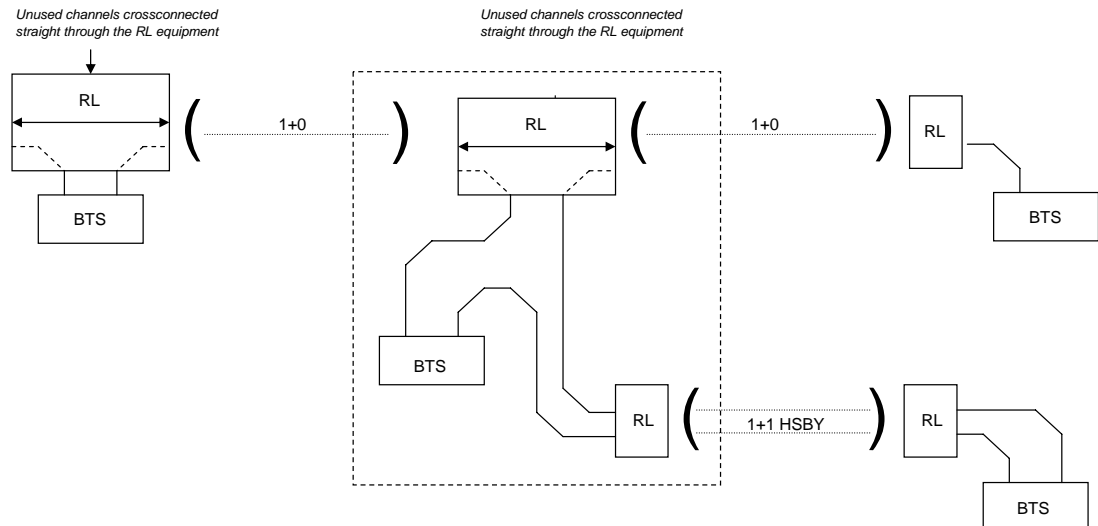 Unused channels crossconnected
straight through the RL equipment
Unused channels crossconnected
straight through the RL equipment
RL
1+0
RL
1+0
RL
BTS
BTS
BTS
RL
1+1 HSBY
RL
BTS